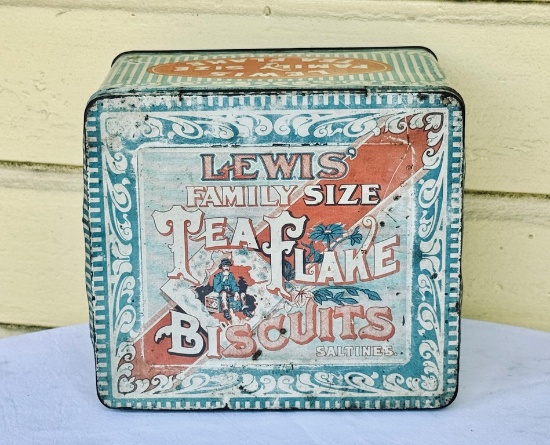 LEWIS'
FAMILY SIZE
TEA FLAKE
BISCUITS
SALTINES